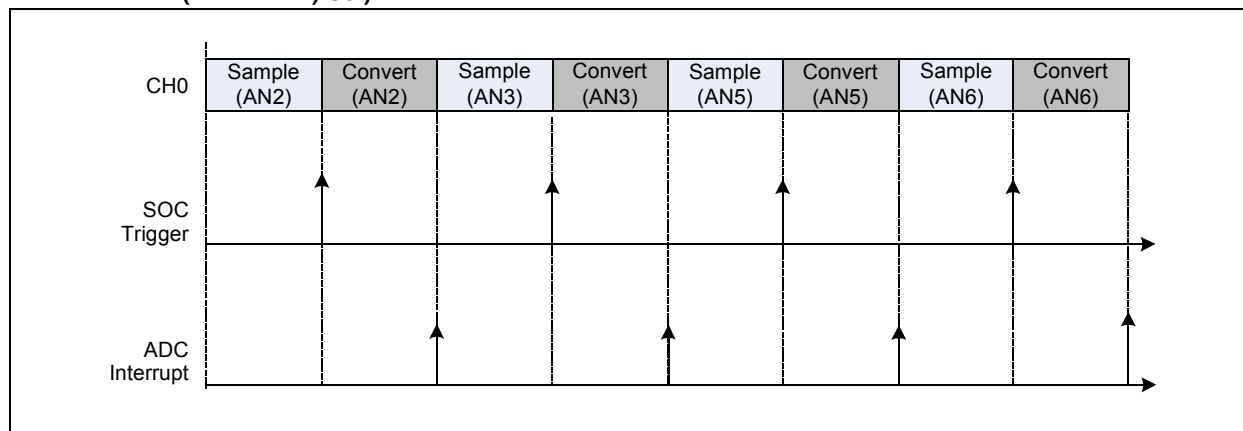 CH0
Sample
(AN2)
Convert
(AN2)
Sample
(AN3)
Convert
(AN3)
Sample
(AN5)
Convert
(AN5)
Sample
(AN6)
Convert
(AN6)
SOC
Trigger
ADC
Interrupt